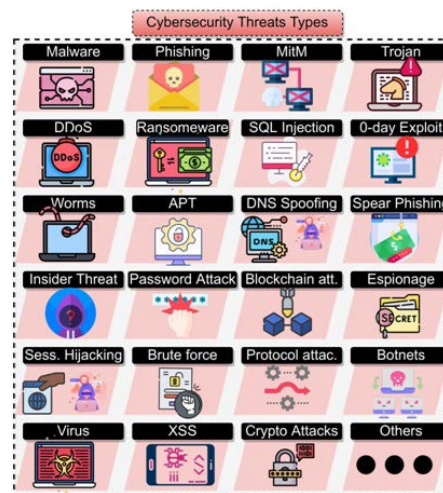 Cybersecurity Threats Types
Malware Phishing MitM Trojan
DDoS Ransomeware SQL Injection 0-day Exploit
DDoS
Worms APT DNS Spoofing Spear Phishing
DNS
Insider Threat Password Attack Blockchain att. Espionage
SECRET
Sess. Hijacking Brute force Protocol attac. Botnets
Virus XSS Crypto Attacks Others